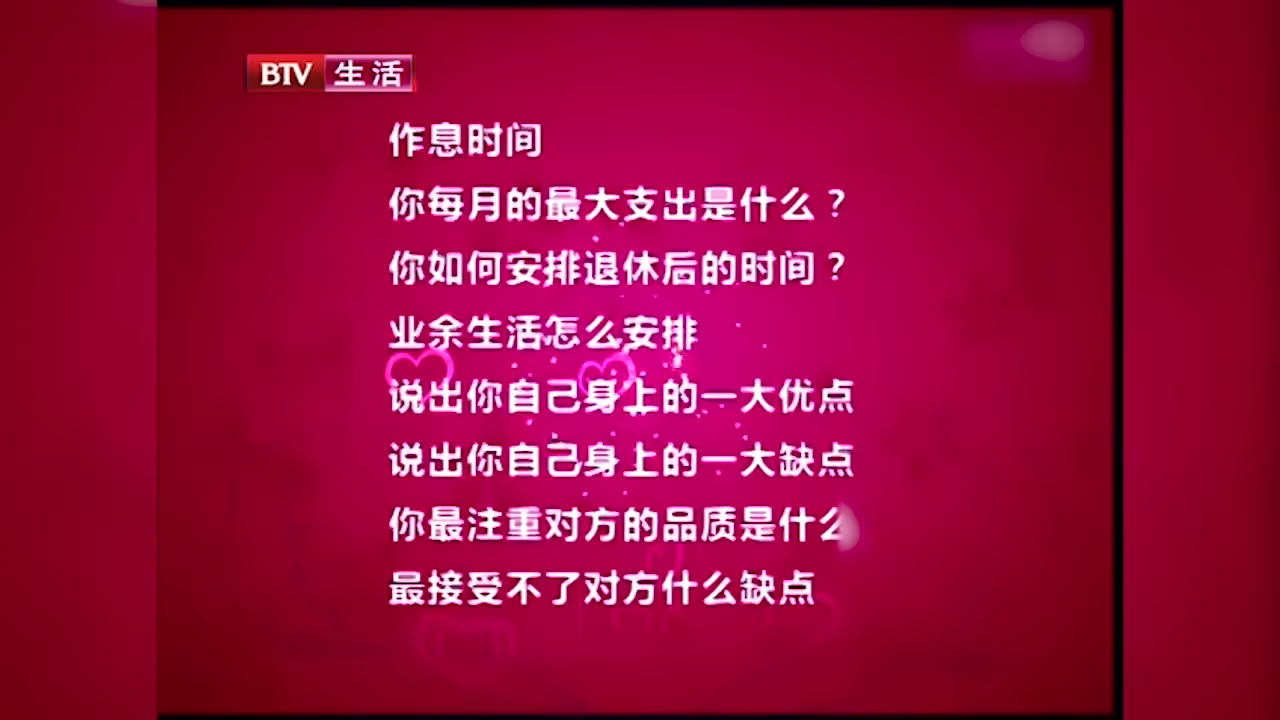 BTV 生活
作息时间
你每月的最大支出是什么？
你如何安排退休后的时间？
业余生活怎么安排
说出你自己身上的一大优点
说出你自己身上的一大缺点
你最注重对方的品质是什么
最接受不了对方什么缺点